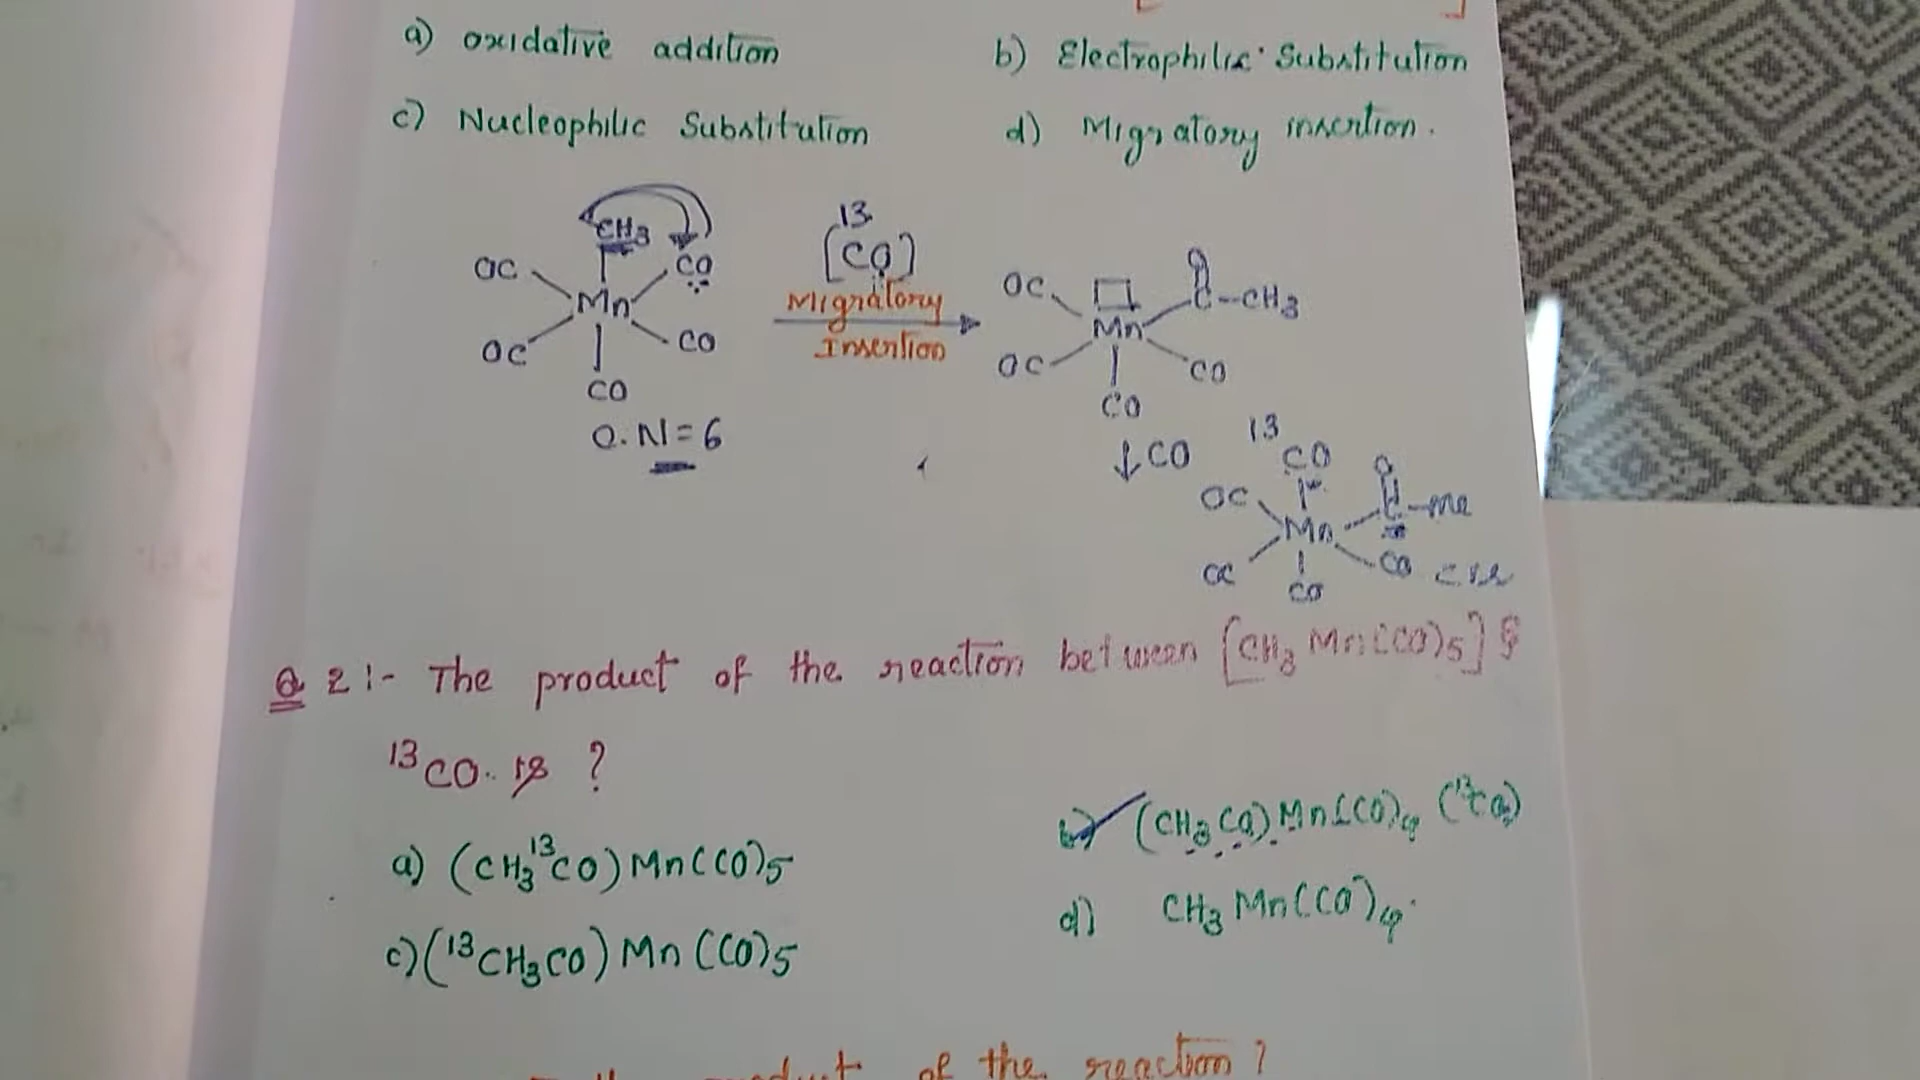 a) oxidative addition
b) Electrophilic Substitution
c) Nucleophilic Substitution
d) Migratory insertion.
CH3
OC CO
Mn
OC CO
CO
O.N=6
13
[CO]
Migratory
Insertion
O
OC C-CH3
Mn
OC CO
CO
↓CO
13
CO O
OC C-Me
Mn
OC CO
CO
Q 2:- The product of the reaction between [CH3 Mn(CO)5] &
13CO is ?
a) (CH3 13CO) Mn(CO)5
b) (CH3CO) Mn(CO)4 (13CO)
c) (13CH3CO) Mn(CO)5
d) CH3 Mn(CO)4.
product of the reaction?